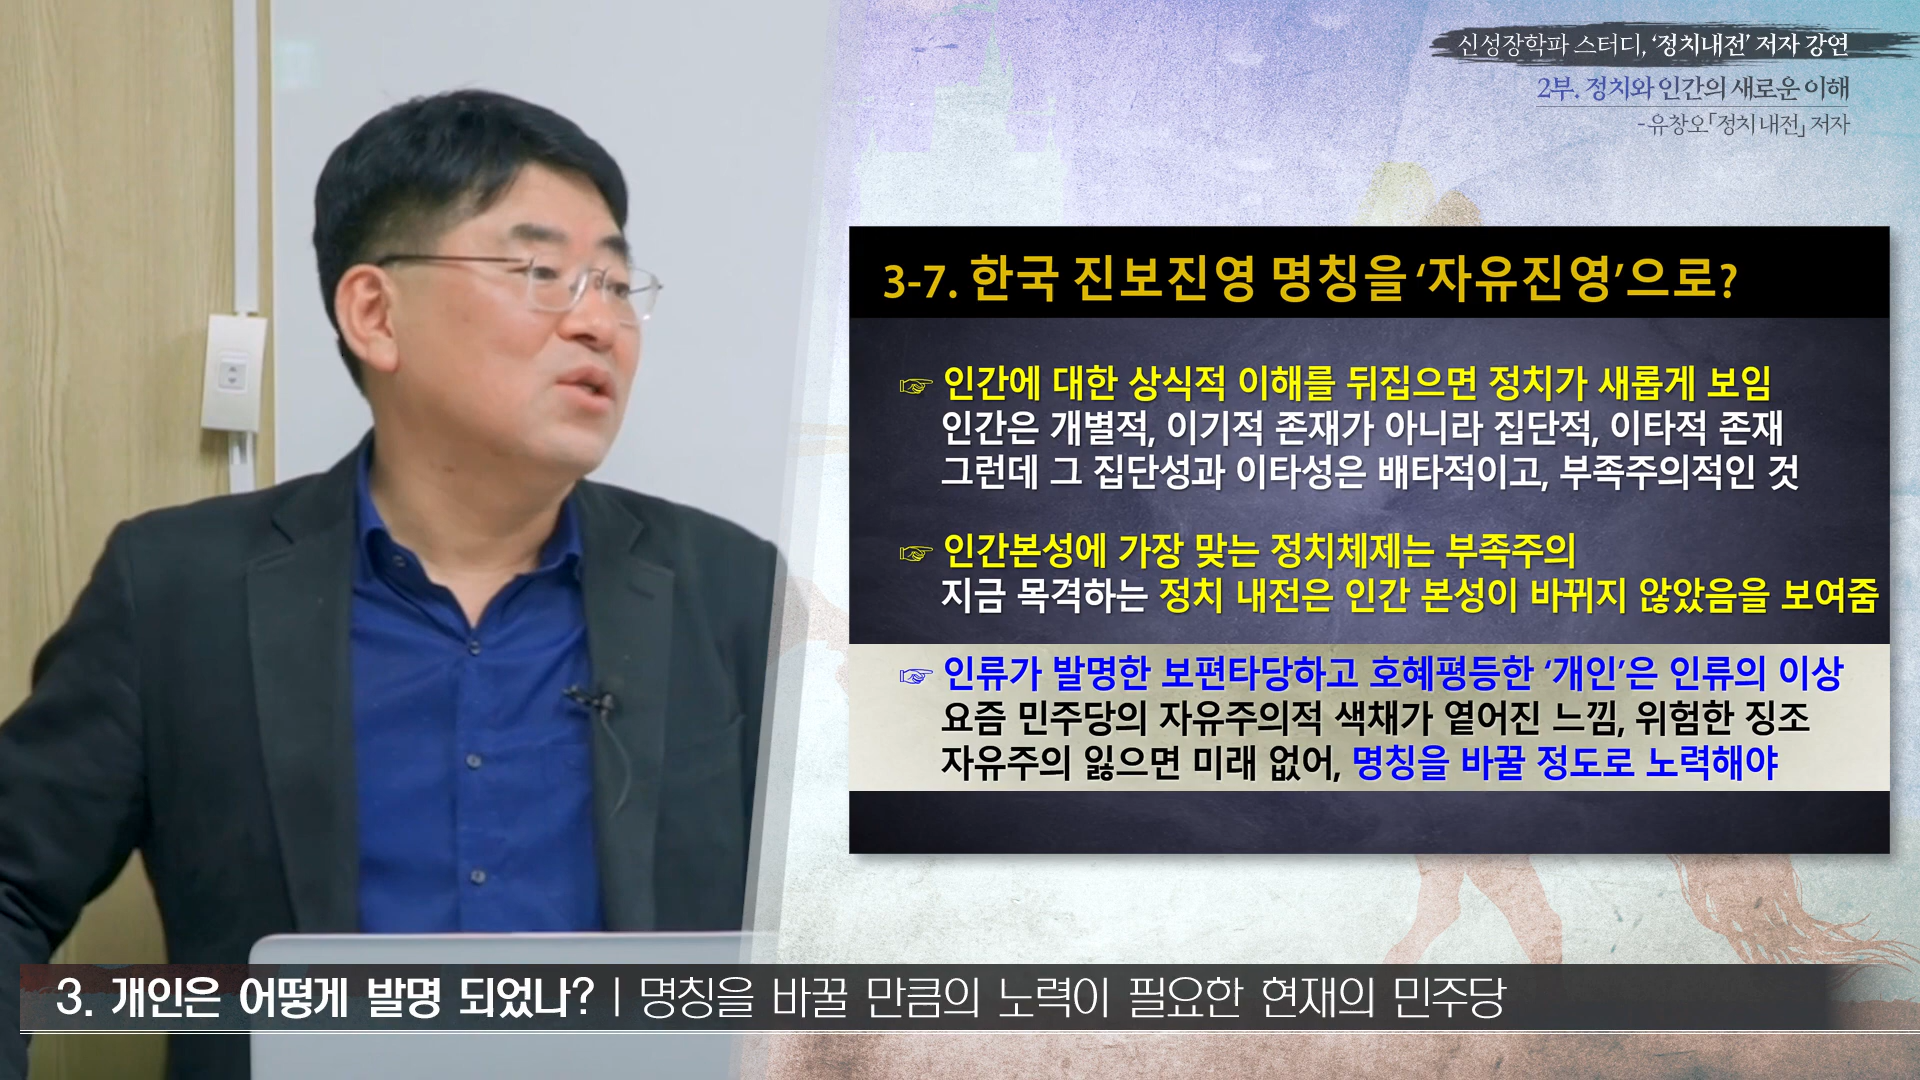 신성장학파 스터디, ‘정치내전’ 저자 강연
2부. 정치와 인간의 새로운 이해
- 유창오「정치 내전」 저자
3-7. 한국 진보진영 명칭을 ‘자유진영’으로?
☞ 인간에 대한 상식적 이해를 뒤집으면 정치가 새롭게 보임
인간은 개별적, 이기적 존재가 아니라 집단적, 이타적 존재
그런데 그 집단성과 이타성은 배타적이고, 부족주의적인 것
☞ 인간본성에 가장 맞는 정치체제는 부족주의
지금 목격하는 정치 내전은 인간 본성이 바뀌지 않았음을 보여줌
☞ 인류가 발명한 보편타당하고 호혜평등한 ‘개인’은 인류의 이상
요즘 민주당의 자유주의적 색채가 옅어진 느낌, 위험한 징조
자유주의 잃으면 미래 없어, 명칭을 바꿀 정도로 노력해야
3. 개인은 어떻게 발명 되었나? | 명칭을 바꿀 만큼의 노력이 필요한 현재의 민주당